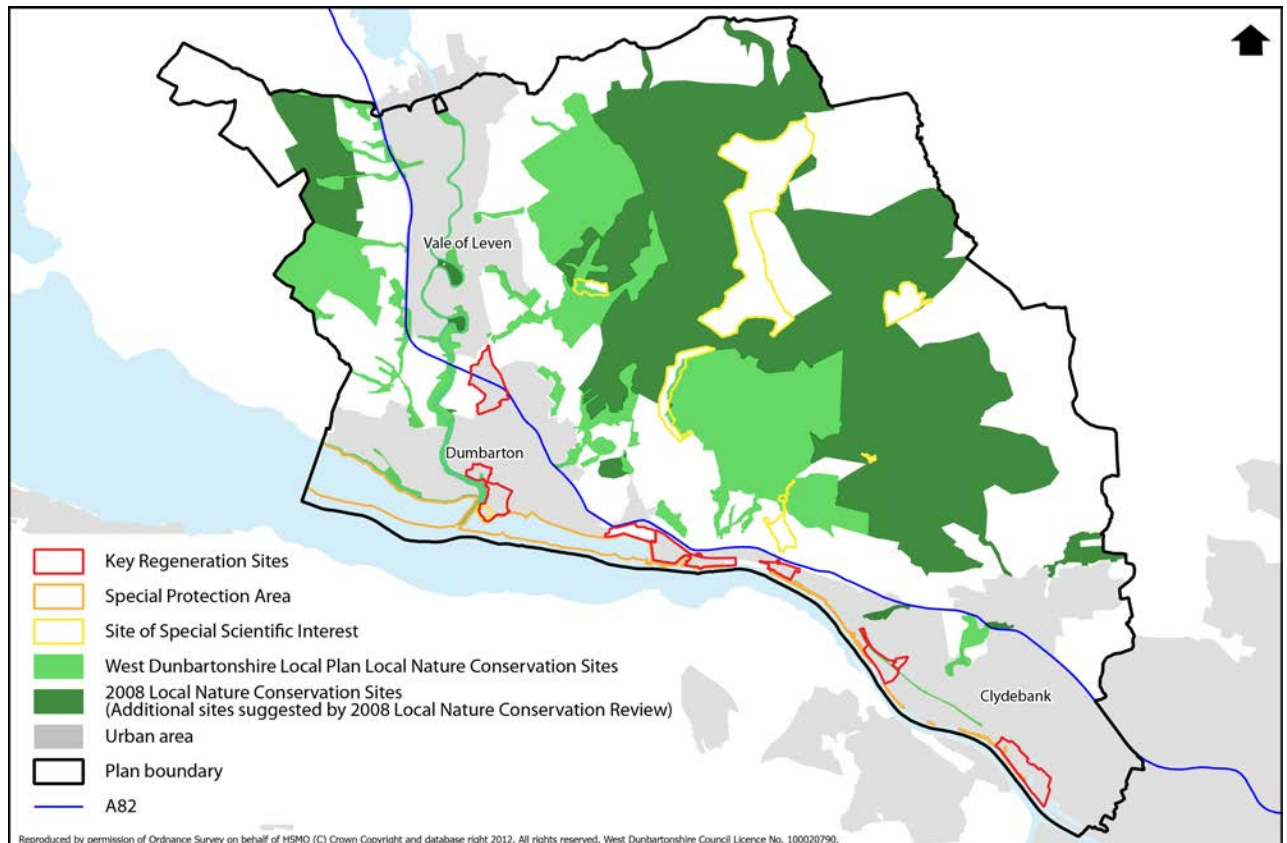 Vale of Leven
Dumbarton
Clydebank
Key Regeneration Sites
Special Protection Area
Site of Special Scientific Interest
West Dunbartonshire Local Plan Local Nature Conservation Sites
2008 Local Nature Conservation Sites
(Additional sites suggested by 2008 Local Nature Conservation Review)
Urban area
Plan boundary
A82
Reproduced by permission of Ordnance Survey on behalf of HSMO (C) Crown Copyright and database right 2012. All rights reserved. West Dunbartonshire Council Licence No. 100020790.